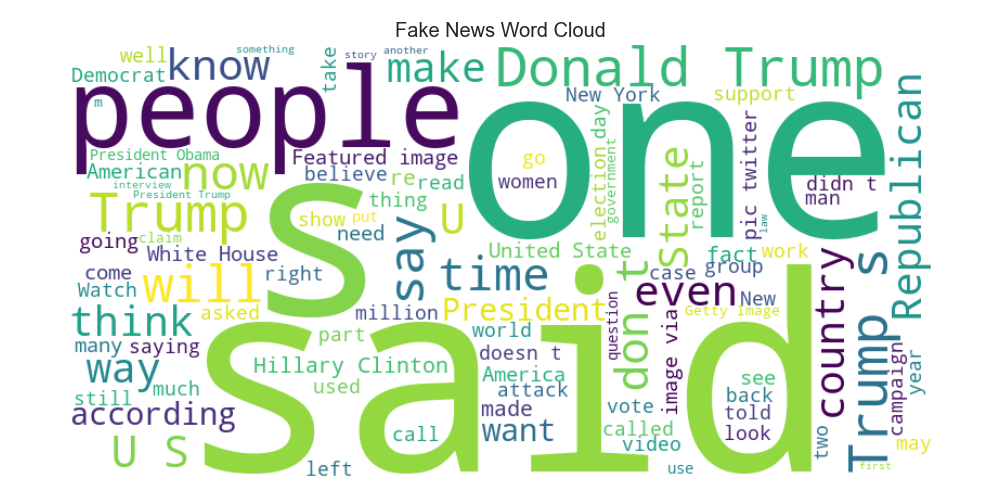 Fake News Word Cloud
something
story
another
well
know
take
make
Donald Trump
Democrat
m
people
one
New York
support
President Obama
American
now
Featured image
believe
re
read
go
women
election
day
government
state
report
pic twitter
didn t
man
Republican
interview
President Trump
Trump
s
show
put
thing
need
U
say
law
going
claim
White House
United State
fact
work
come
Watch
will
right
time
don t
case
group
even
New
country
Trump s
think
asked
million
President
Getty Image
question
image via
part
world
many
saying
way
said
Hillary Clinton
doesn t
America
attack
see
back
campaign
year
still
much
used
according
made
want
vote
called
told
look
two
may
U S
call
video
left
use
first